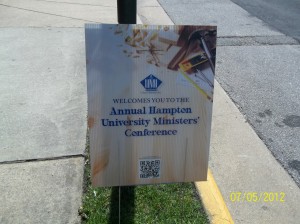 WELCOMES YOU TO THE
Annual Hampton
University Ministers'
Conference
07/05/2012